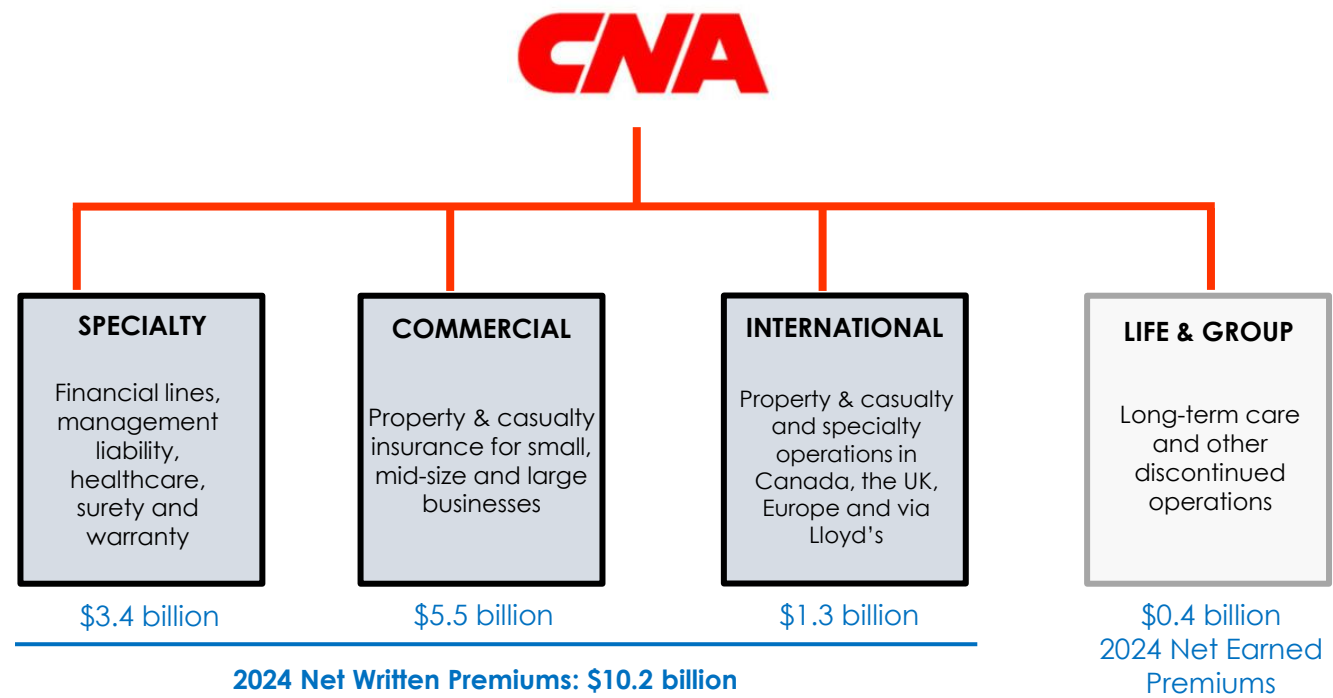 CNA
SPECIALTY
Financial lines,
management
liability,
healthcare,
surety and
warranty
$3.4 billion
COMMERCIAL
Property & casualty
insurance for small,
mid-size and large
businesses
$5.5 billion
INTERNATIONAL
Property & casualty
and specialty
operations in
Canada, the UK,
Europe and via
Lloyd’s
$1.3 billion
2024 Net Written Premiums: $10.2 billion
LIFE & GROUP
Long-term care
and other
discontinued
operations
$0.4 billion
2024 Net Earned
Premiums